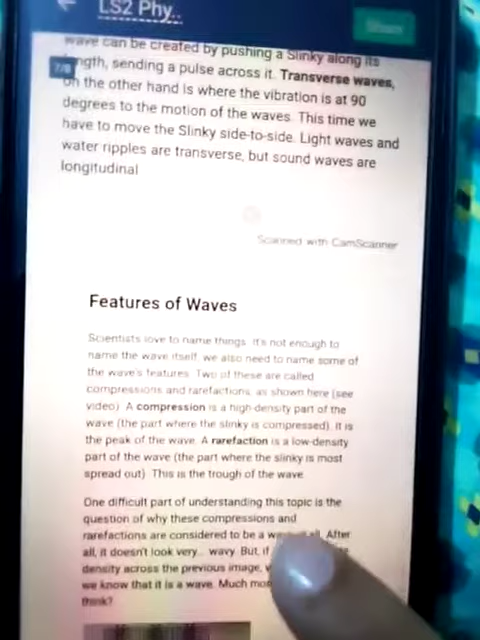 LS2 Phy..
Share
wave can be created by pushing a Slinky along its
7/8
length, sending a pulse across it. Transverse waves,
on the other hand is where the vibration is at 90
degrees to the motion of the waves. This time we
have to move the Slinky side-to-side. Light waves and
water ripples are transverse, but sound waves are
longitudinal
Scanned with CamScanner
Features of Waves
Scientists love to name things. It's not enough to
name the wave itself, we also need to name some of
the wave's features. Two of these are called
compressions and rarefactions, as shown here (see
video). A compression is a high-density part of the
wave (the part where the slinky is compressed). It is
the peak of the wave. A rarefaction is a low-density
part of the wave (the part where the slinky is most
spread out). This is the trough of the wave.
One difficult part of understanding this topic is the
question of why these compressions and
rarefactions are considered to be a After
all, it doesn't look very... wavy. But, if
density across the previous image,
we know that it is a wave. Much
think?